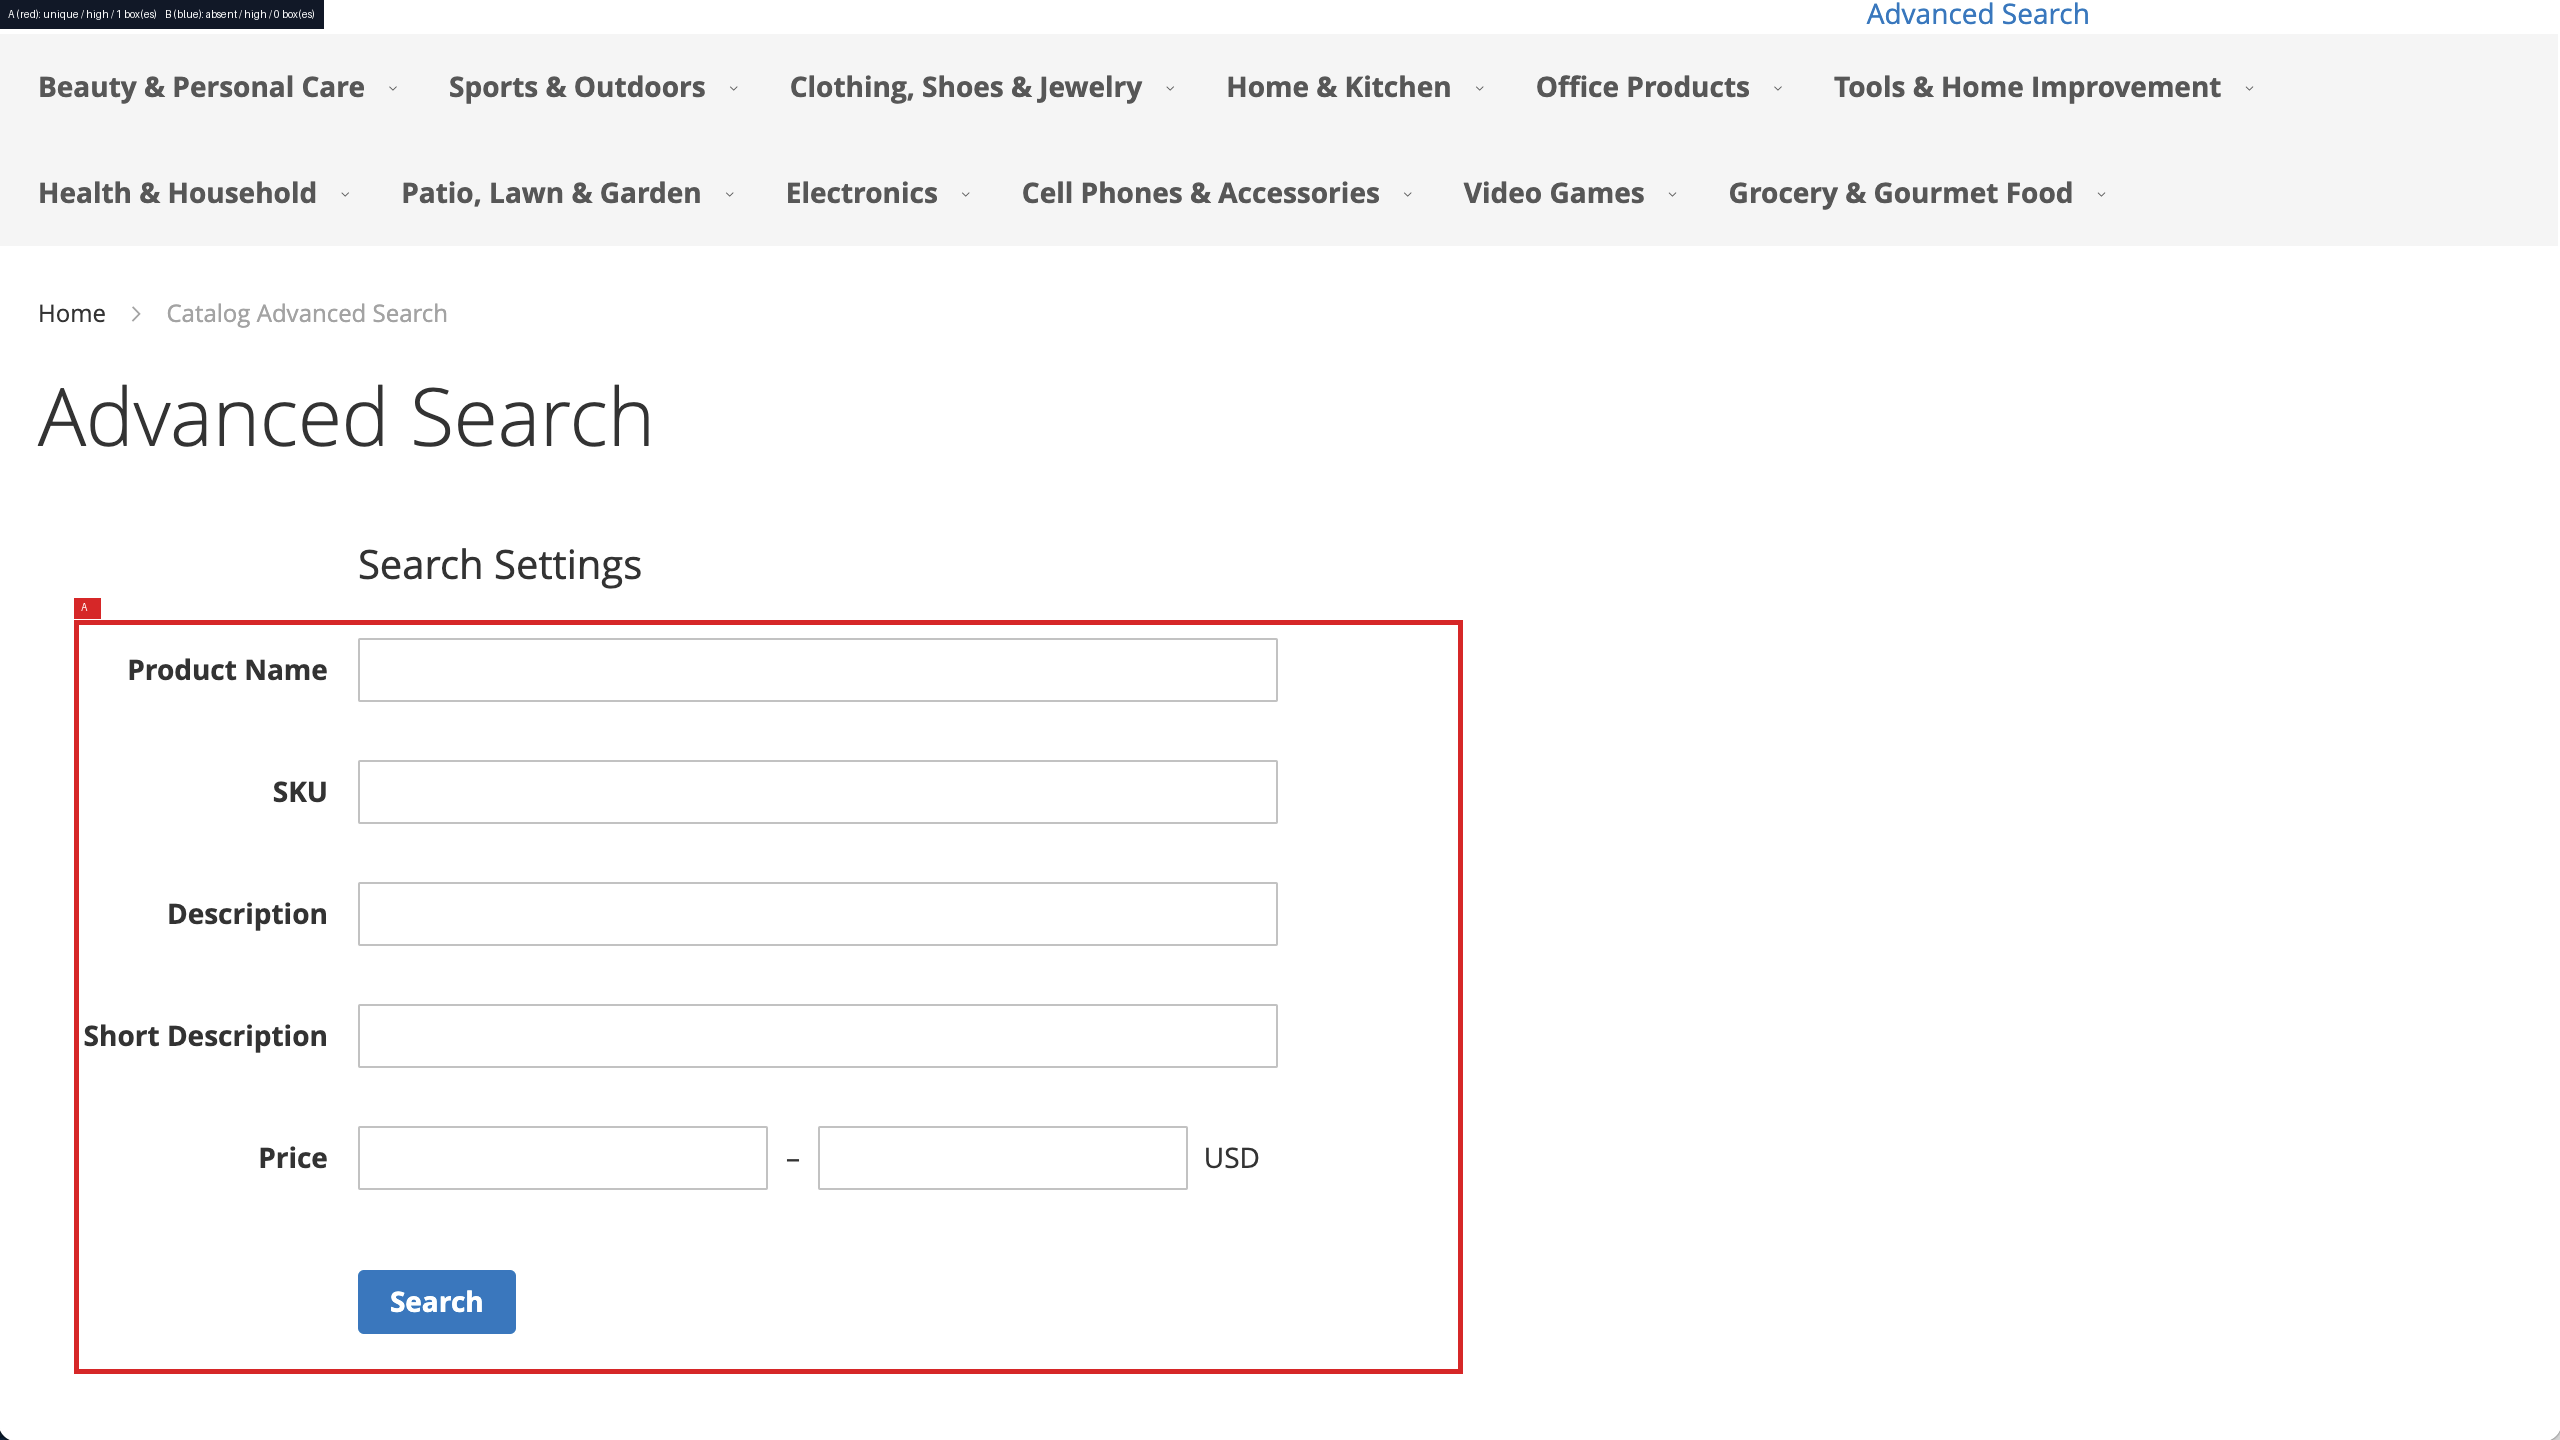 A (red): unique / high / 1 box(es) B (blue): absent / high / 0 box(es)
Advanced Search
Beauty & Personal Care Sports & Outdoors Clothing, Shoes & Jewelry Home & Kitchen Office Products Tools & Home Improvement
Health & Household Patio, Lawn & Garden Electronics Cell Phones & Accessories Video Games Grocery & Gourmet Food
Home Catalog Advanced Search
Advanced Search
Search Settings
A
Product Name
SKU
Description
Short Description
Price – USD
Search